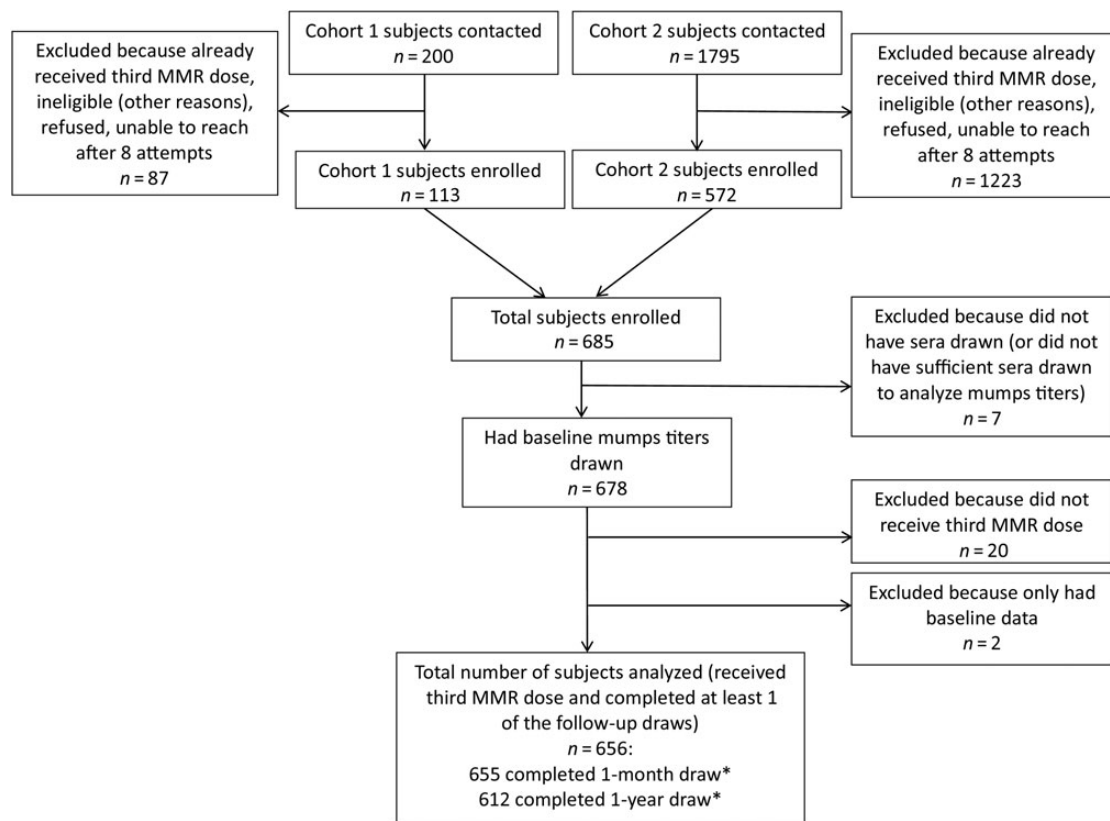 Cohort 1 subjects contacted
n = 200
Cohort 2 subjects contacted
n = 1795
Excluded because already
received third MMR dose,
ineligible (other reasons),
refused, unable to reach
after 8 attempts
n = 87
Excluded because already
received third MMR dose,
ineligible (other reasons),
refused, unable to reach
after 8 attempts
n = 1223
Cohort 1 subjects enrolled
n = 113
Cohort 2 subjects enrolled
n = 572
Total subjects enrolled
n = 685
Excluded because did not
have sera drawn (or did not
have sufficient sera drawn
to analyze mumps titers)
n = 7
Had baseline mumps titers
drawn
n = 678
Excluded because did not
receive third MMR dose
n = 20
Excluded because only had
baseline data
n = 2
Total number of subjects analyzed (received
third MMR dose and completed at least 1
of the follow-up draws)
n = 656:
655 completed 1-month draw*
612 completed 1-year draw*